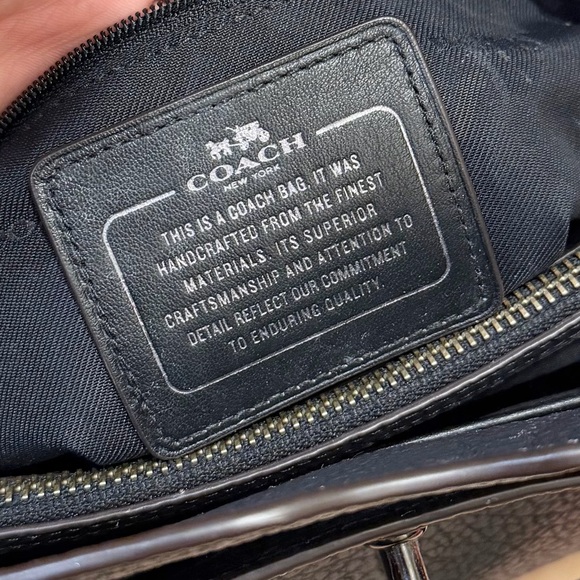 COACH
NEW YORK
THIS IS A COACH BAG. IT WAS
HANDCRAFTED FROM THE FINEST
MATERIALS. ITS SUPERIOR
CRAFTSMANSHIP AND ATTENTION TO
DETAIL REFLECT OUR COMMITMENT
TO ENDURING QUALITY.